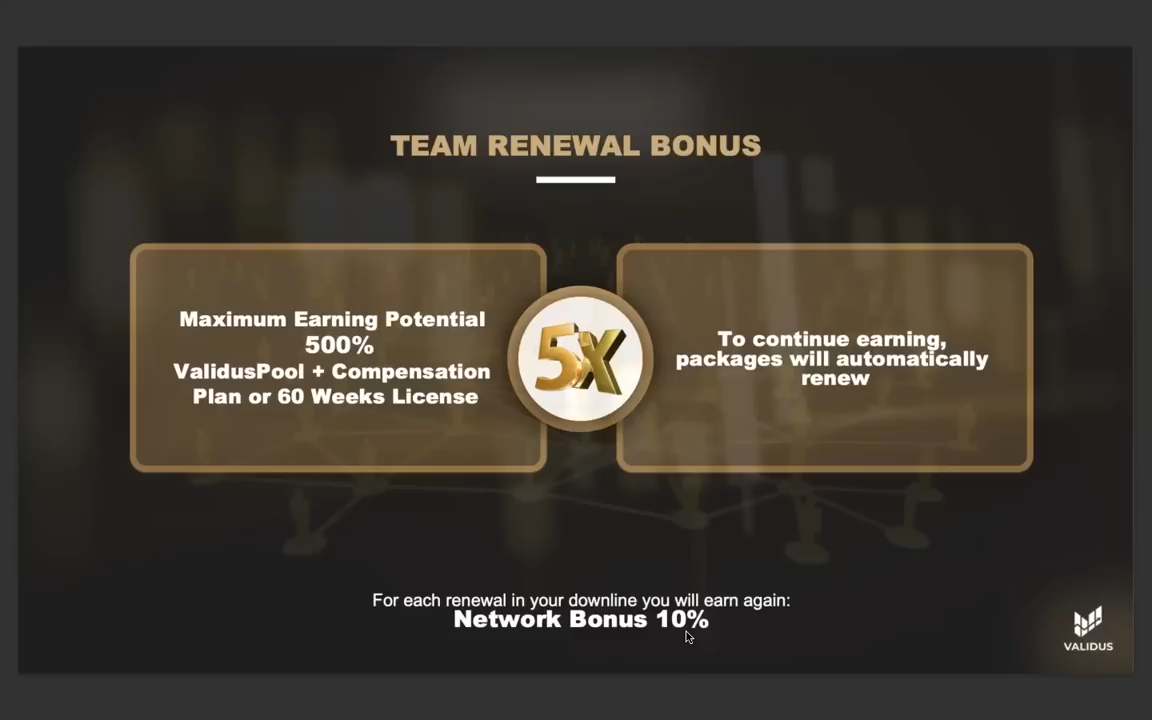 TEAM RENEWAL BONUS
Maximum Earning Potential
500%
ValidusPool + Compensation
Plan or 60 Weeks License
5X
To continue earning,
packages will automatically
renew
For each renewal in your downline you will earn again:
Network Bonus 10%
VALIDUS